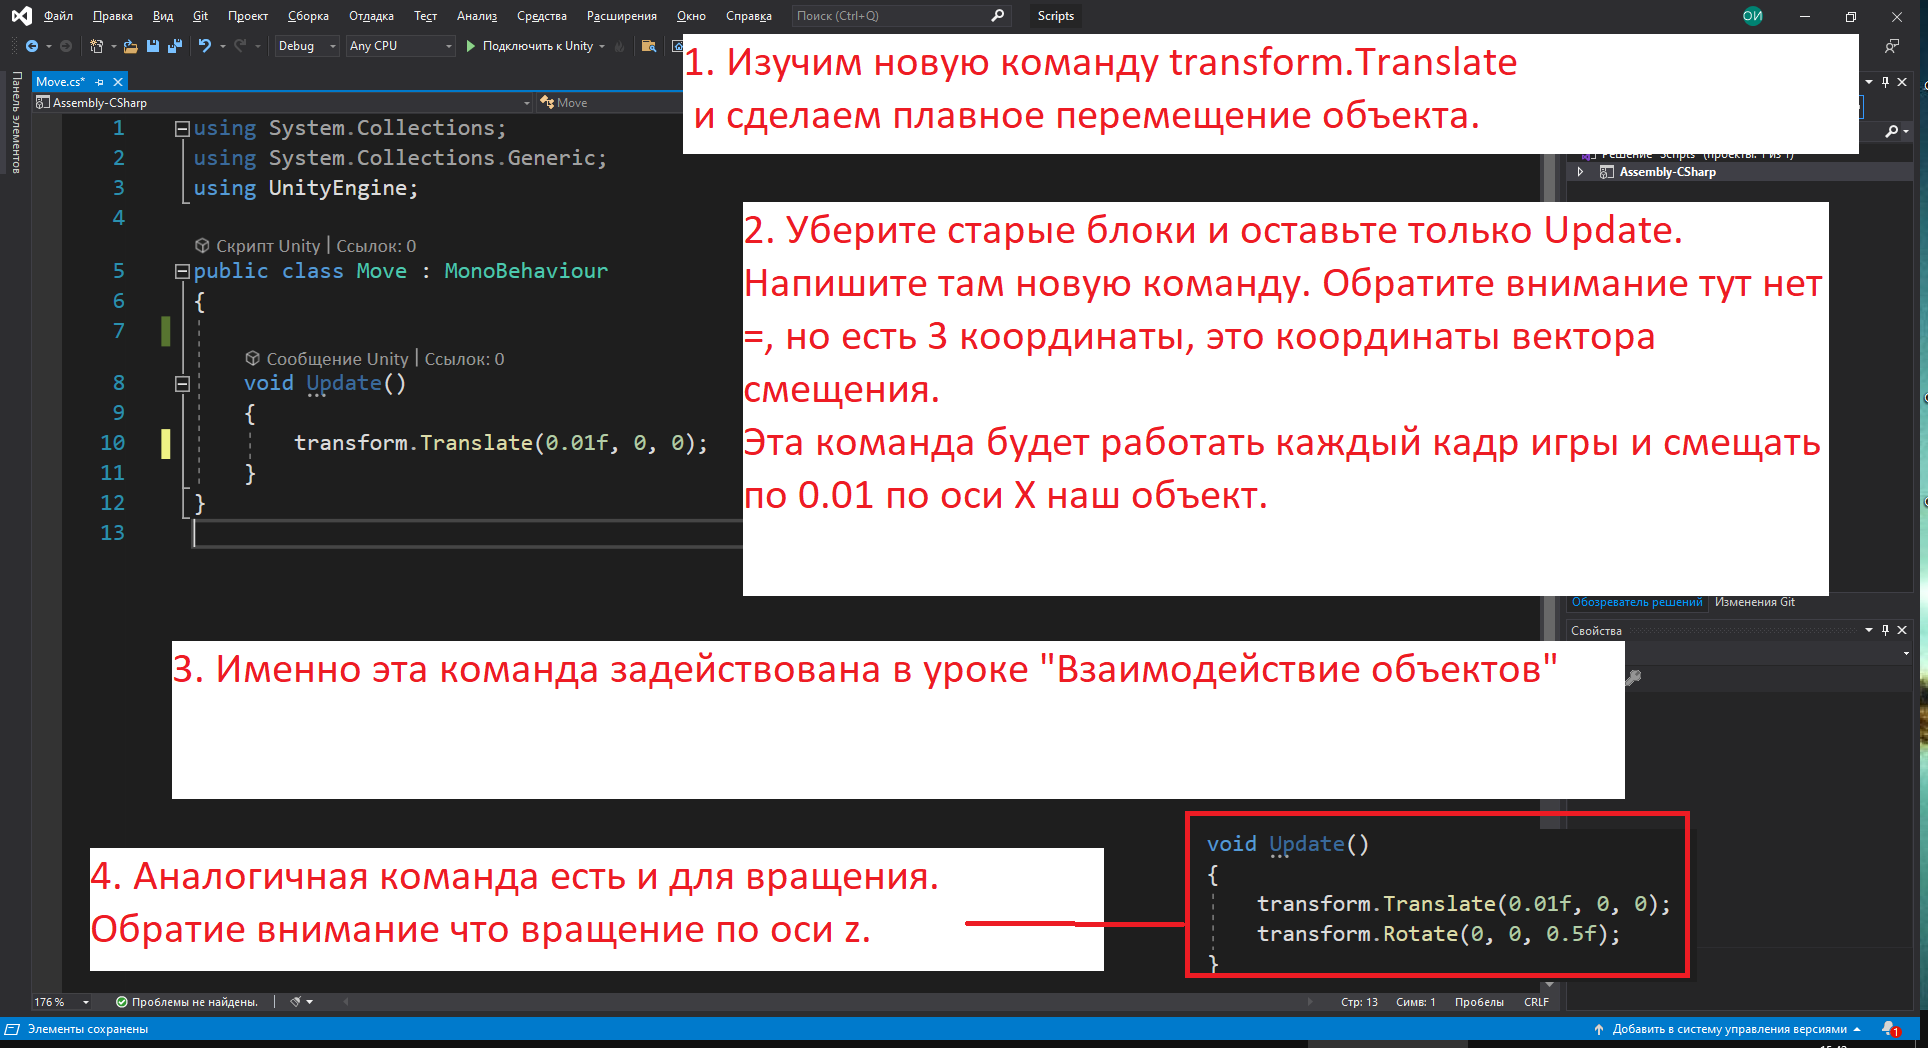 Файл Правка Вид Git Проект Сборка Отладка Тест Анализ Средства Расширения Окно Справка Поиск (Ctrl+Q) Scripts ОИ
Debug Any CPU Подключить к Unity
Панель элементов
Move.cs*
Assembly-CSharp Move
1. Изучим новую команду transform.Translate
и сделаем плавное перемещение объекта.
Решение "Scripts" (проекты: 1 из 1)
Assembly-CSharp
1 using System.Collections;
2 using System.Collections.Generic;
3 using UnityEngine;
4
Скрипт Unity | Ссылок: 0
5 public class Move : MonoBehaviour
6 {
7
Сообщение Unity | Ссылок: 0
8 void Update()
9 {
10 transform.Translate(0.01f, 0, 0);
11 }
12 }
13
2. Уберите старые блоки и оставьте только Update.
Напишите там новую команду. Обратите внимание тут нет
=, но есть 3 координаты, это координаты вектора
смещения.
Эта команда будет работать каждый кадр игры и смещать
по 0.01 по оси X наш объект.
Обозреватель решений Изменения Git
Свойства
3. Именно эта команда задействована в уроке "Взаимодействие объектов"
4. Аналогичная команда есть и для вращения.
Обратие внимание что вращение по оси z.
void Update()
{
transform.Translate(0.01f, 0, 0);
transform.Rotate(0, 0, 0.5f);
}
176 % Проблемы не найдены. Стр: 13 Симв: 1 Пробелы CRLF
Элементы сохранены Добавить в систему управления версиями 1